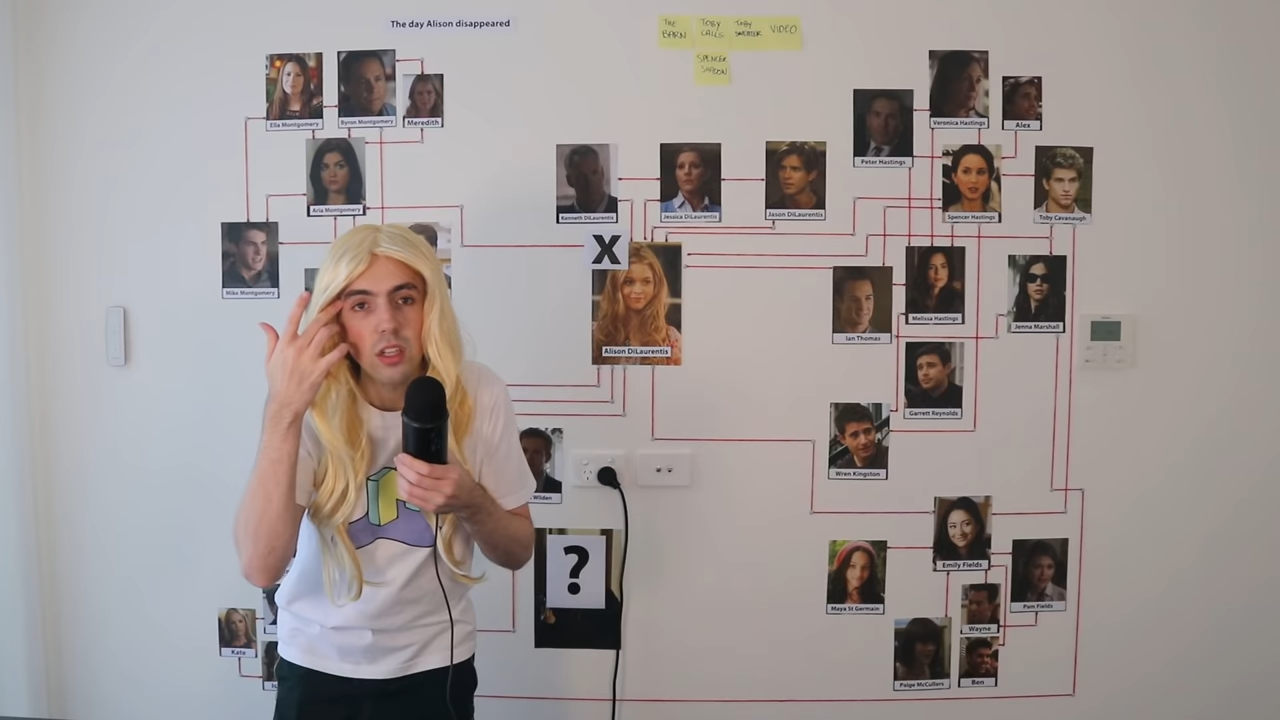 The day Alison disappeared
THE BARN
TOBY CALLS
TOBY
VIDEO
SPENCER
Ella Montgomery
Byron Montgomery
Meredith
Veronica Hastings
Alex
Peter Hastings
Aria Montgomery
Kenneth DiLaurentis
Jessica DiLaurentis
Jason DiLaurentis
Spencer Hastings
Toby Cavanaugh
X
Mike Montgomery
Melissa Hastings
Jenna Marshall
Ian Thomas
Alison DiLaurentis
Garrett Reynolds
Wren Kingston
Wilden
?
Emily Fields
Maya St Germain
Pam Fields
Wayne
Kate
Paige McCullers
Ben